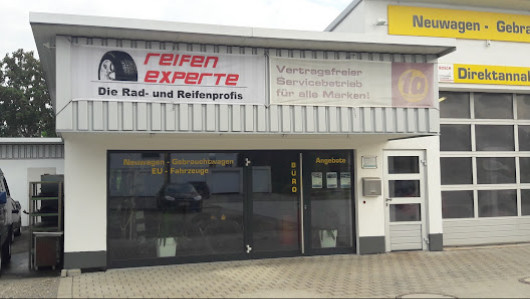 Neuwagen - Gebrau
reifen
experte
Die Rad- und Reifenprofis
Vertragsfreier
Servicebetrieb
für alle Marken!
Direktannah
Neuwagen - Gebrauchtwagen
EU - Fahrzeuge
BÜRO
Angebote